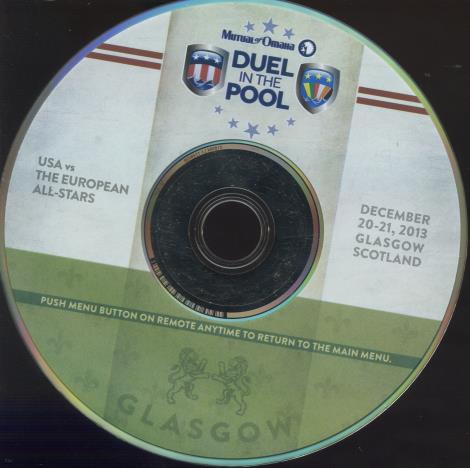 Mutual of Omaha
DUEL
IN THE
POOL
USA vs
THE EUROPEAN
ALL-STARS
DECEMBER
20-21, 2013
GLASGOW
SCOTLAND
PUSH MENU BUTTON ON REMOTE ANYTIME TO RETURN TO THE MAIN MENU.
GLASGOW